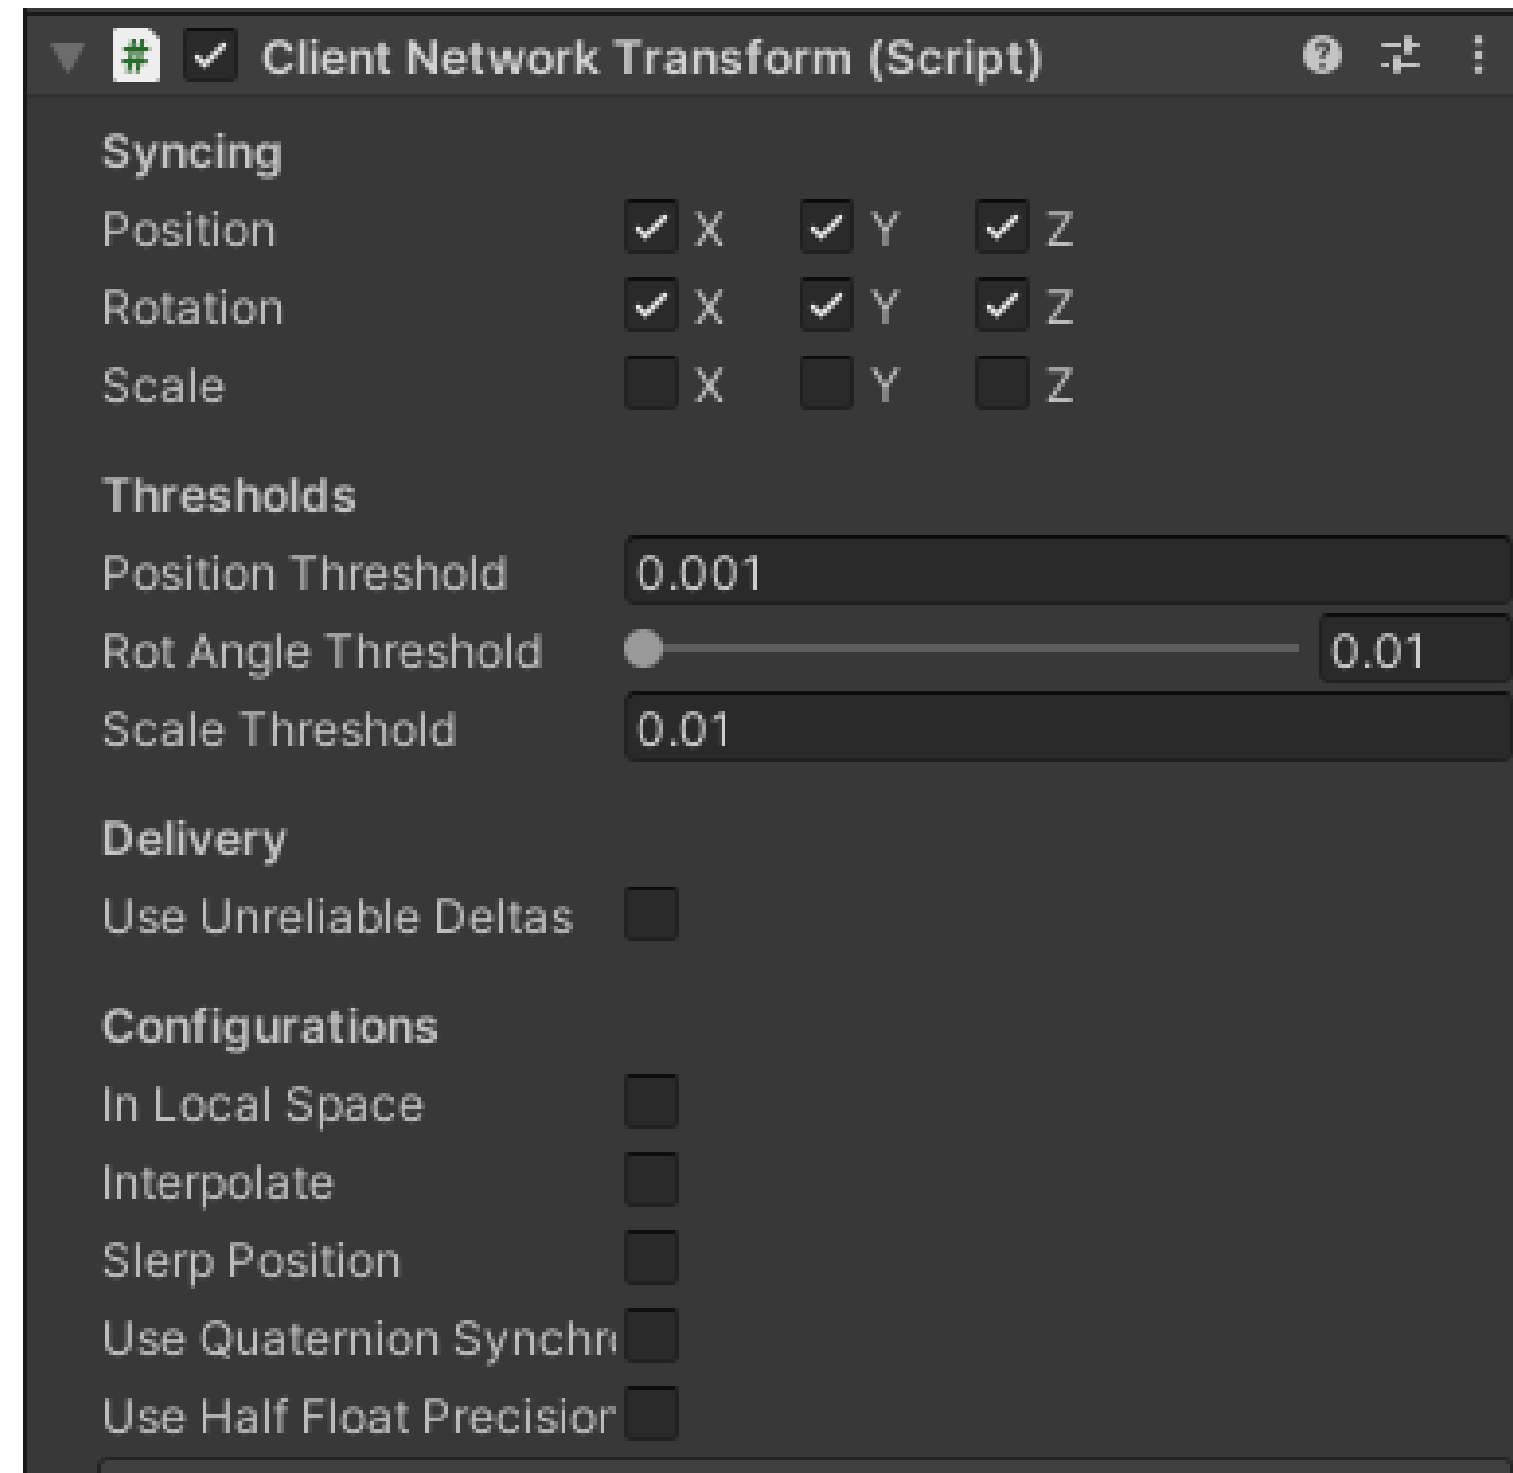 # Client Network Transform (Script)
Syncing
Position X Y Z
Rotation X Y Z
Scale X Y Z
Thresholds
Position Threshold 0.001
Rot Angle Threshold 0.01
Scale Threshold 0.01
Delivery
Use Unreliable Deltas
Configurations
In Local Space
Interpolate
Slerp Position
Use Quaternion Synchr
Use Half Float Precision